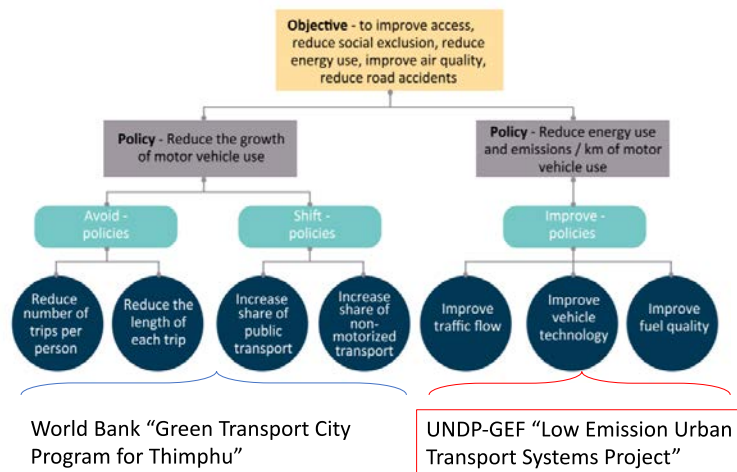 Objective - to improve access,
reduce social exclusion, reduce
energy use, improve air quality,
reduce road accidents
Policy - Reduce the growth
of motor vehicle use
Policy - Reduce energy use
and emissions / km of motor
vehicle use
Avoid -
policies
Shift -
policies
Improve -
policies
Reduce
number of
trips per
person
Reduce the
length of
each trip
Increase
share of
public
transport
Increase
share of
non-
motorized
transport
Improve
traffic flow
Improve
vehicle
technology
Improve
fuel quality
World Bank “Green Transport City
Program for Thimphu”
UNDP-GEF “Low Emission Urban
Transport Systems Project”